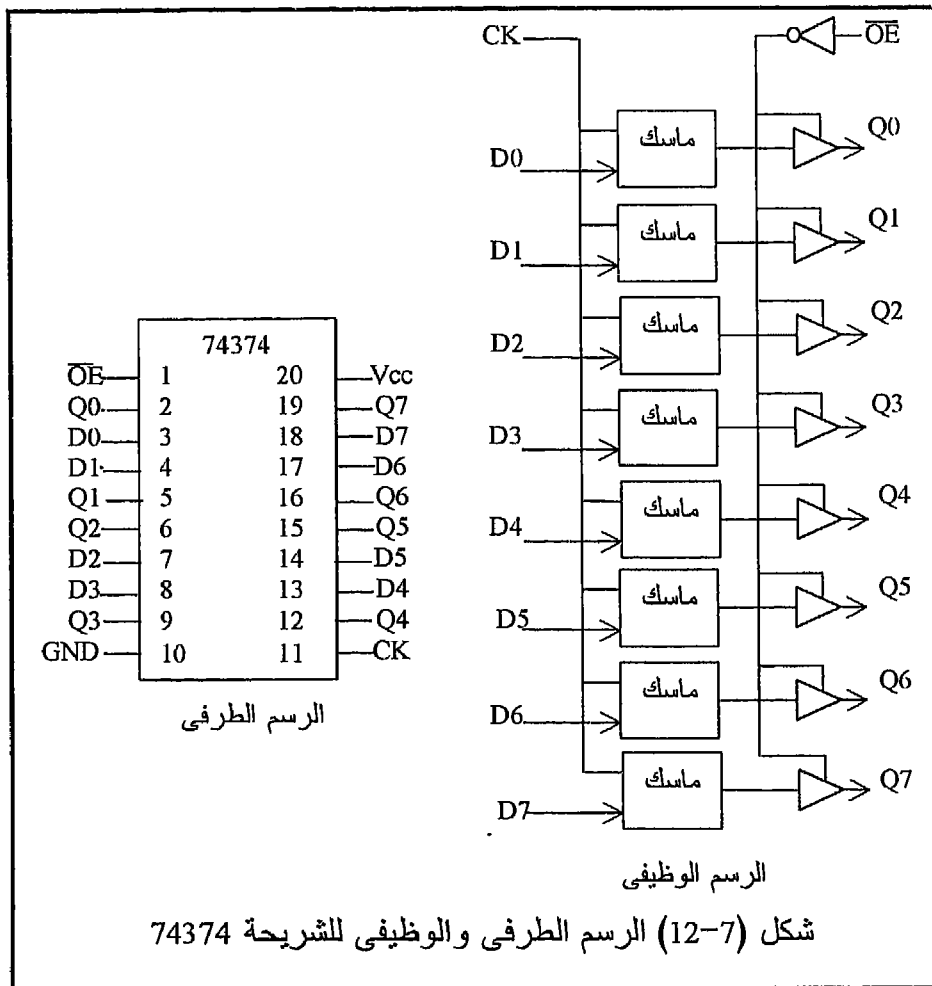 74374
O̅E̅ 1 20 Vcc
Q0 2 19 Q7
D0 3 18 D7
D1 4 17 D6
Q1 5 16 Q6
Q2 6 15 Q5
D2 7 14 D5
D3 8 13 D4
Q3 9 12 Q4
GND 10 11 CK
الرسم الطرفى
CK O̅E̅
D0 ماسك Q0
D1 ماسك Q1
D2 ماسك Q2
D3 ماسك Q3
D4 ماسك Q4
D5 ماسك Q5
D6 ماسك Q6
D7 ماسك Q7
الرسم الوظيفى
شكل (7-12) الرسم الطرفى والوظيفى للشريحة 74374